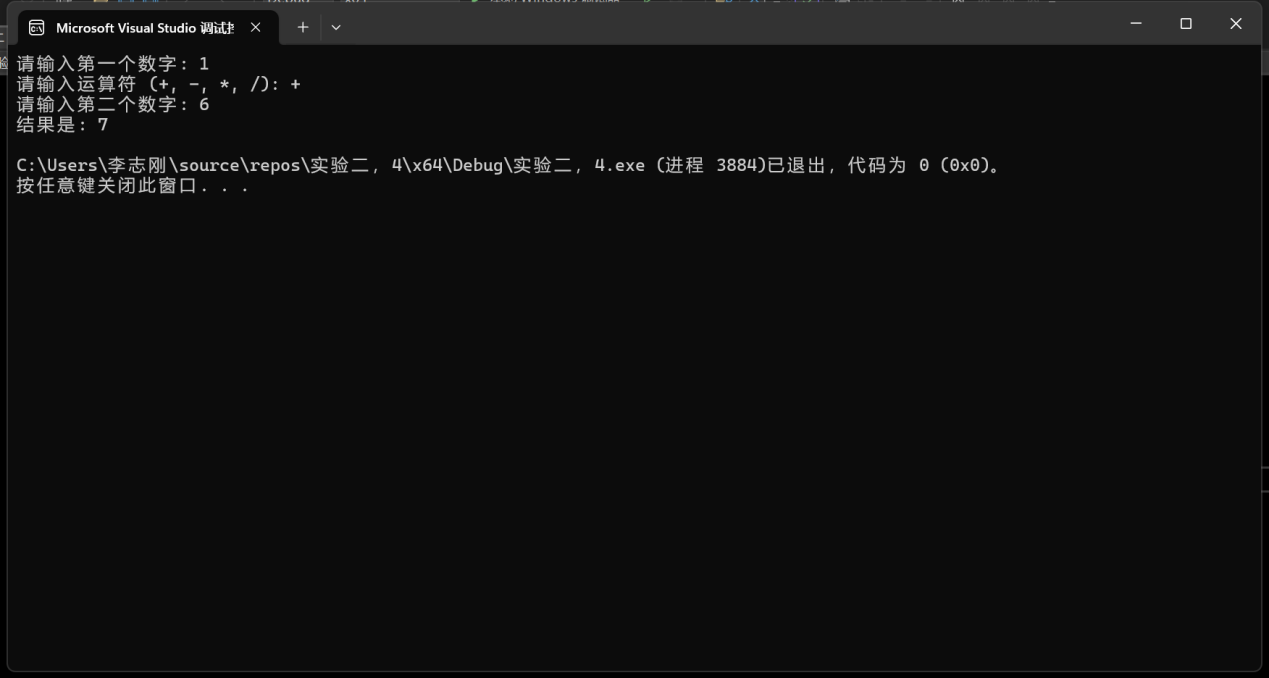 Microsoft Visual Studio 调试
请输入第一个数字: 1
请输入运算符 (+, -, *, /): +
请输入第二个数字: 6
结果是: 7
C:\Users\李志刚\source\repos\实验二, 4\x64\Debug\实验二, 4.exe (进程 3884)已退出, 代码为 0 (0x0)。
按任意键关闭此窗口. . .